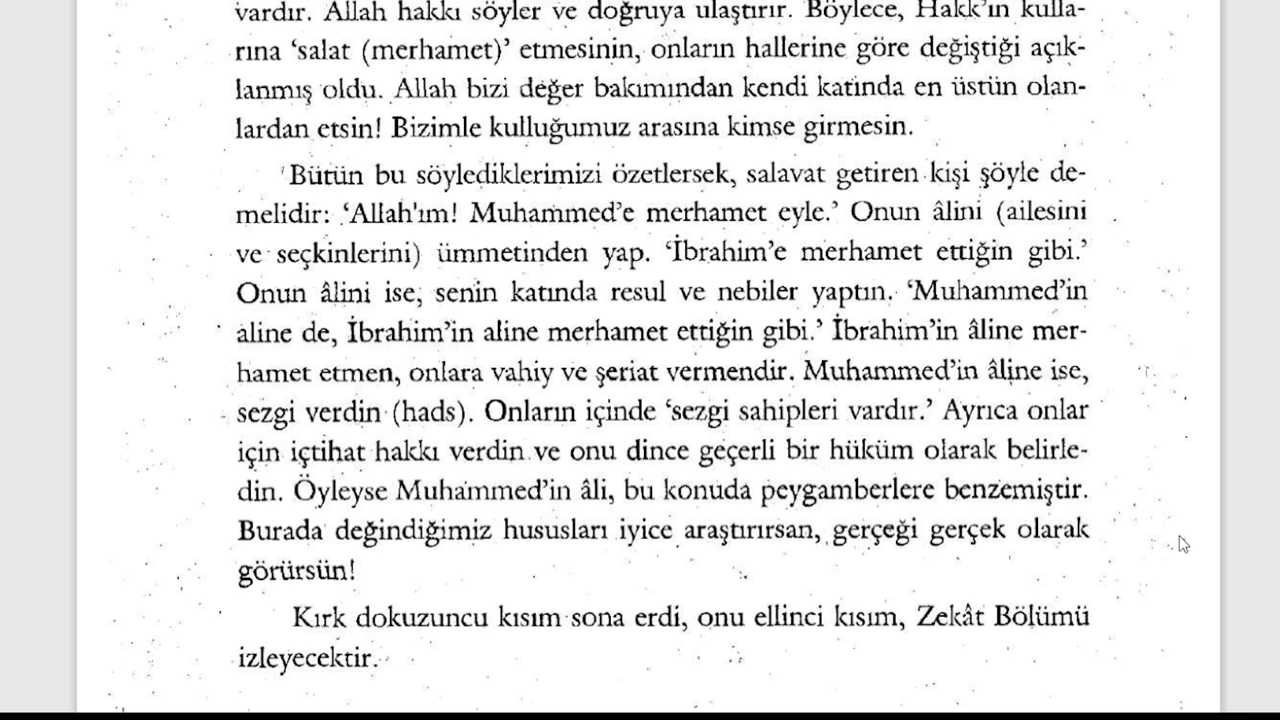 vardır. Allah hakkı söyler ve doğruya ulaştırır. Böylece, Hakk'ın kulla-
rına ‘salat (merhamet)’ etmesinin, onların hallerine göre değiştiği açık-
lanmış oldu. Allah bizi değer bakımından kendi katında en üstün olan-
lardan etsin! Bizimle kulluğumuz arasına kimse girmesin.
Bütün bu söylediklerimizi özetlersek, salavat getiren kişi şöyle de-
melidir: ‘Allah'ım! Muhammed’e merhamet eyle.’ Onun âlini (ailesini
ve seçkinlerini) ümmetinden yap. ‘İbrahim’e merhamet ettiğin gibi.’
Onun âlini ise, senin katında resul ve nebiler yaptın. ‘Muhammed’in
aline de, İbrahim’in aline merhamet ettiğin gibi.’ İbrahim’in âline mer-
hamet etmen, onlara vahiy ve şeriat vermendir. Muhammed’in âline ise,
sezgi verdin (hads). Onların içinde ‘sezgi sahipleri vardır.’ Ayrıca onlar
için içtihat hakkı verdin ve onu dince geçerli bir hüküm olarak belirle-
din. Öyleyse Muhammed’in âli, bu konuda peygamberlere benzemiştir.
Burada değindiğimiz hususları iyice araştırırsan, gerçeği gerçek olarak
görürsün!
Kırk dokuzuncu kısım sona erdi, onu ellinci kısım, Zekât Bölümü
izleyecektir.